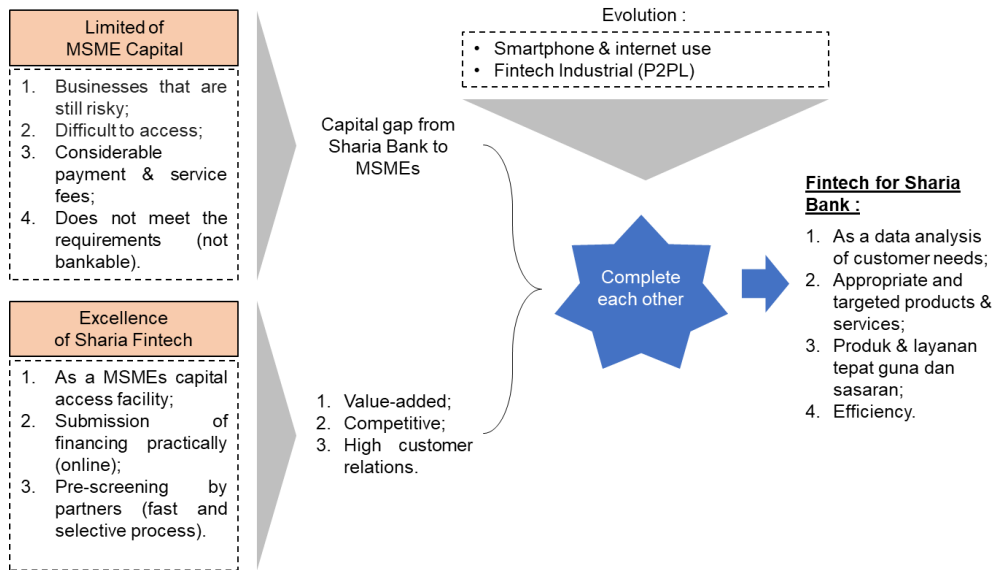 Limited of
MSME Capital
1. Businesses that are
still risky;
2. Difficult to access;
3. Considerable
payment & service
fees;
4. Does not meet the
requirements (not
bankable).
Excellence
of Sharia Fintech
1. As a MSMEs capital
access facility;
2. Submission of
financing practically
(online);
3. Pre-screening by
partners (fast and
selective process).
Capital gap from
Sharia Bank to
MSMEs
1. Value-added;
2. Competitive;
3. High customer
relations.
Evolution :
• Smartphone & internet use
• Fintech Industrial (P2PL)
Complete
each other
Fintech for Sharia
Bank :
1. As a data analysis
of customer needs;
2. Appropriate and
targeted products &
services;
3. Produk & layanan
tepat guna dan
sasaran;
4. Efficiency.